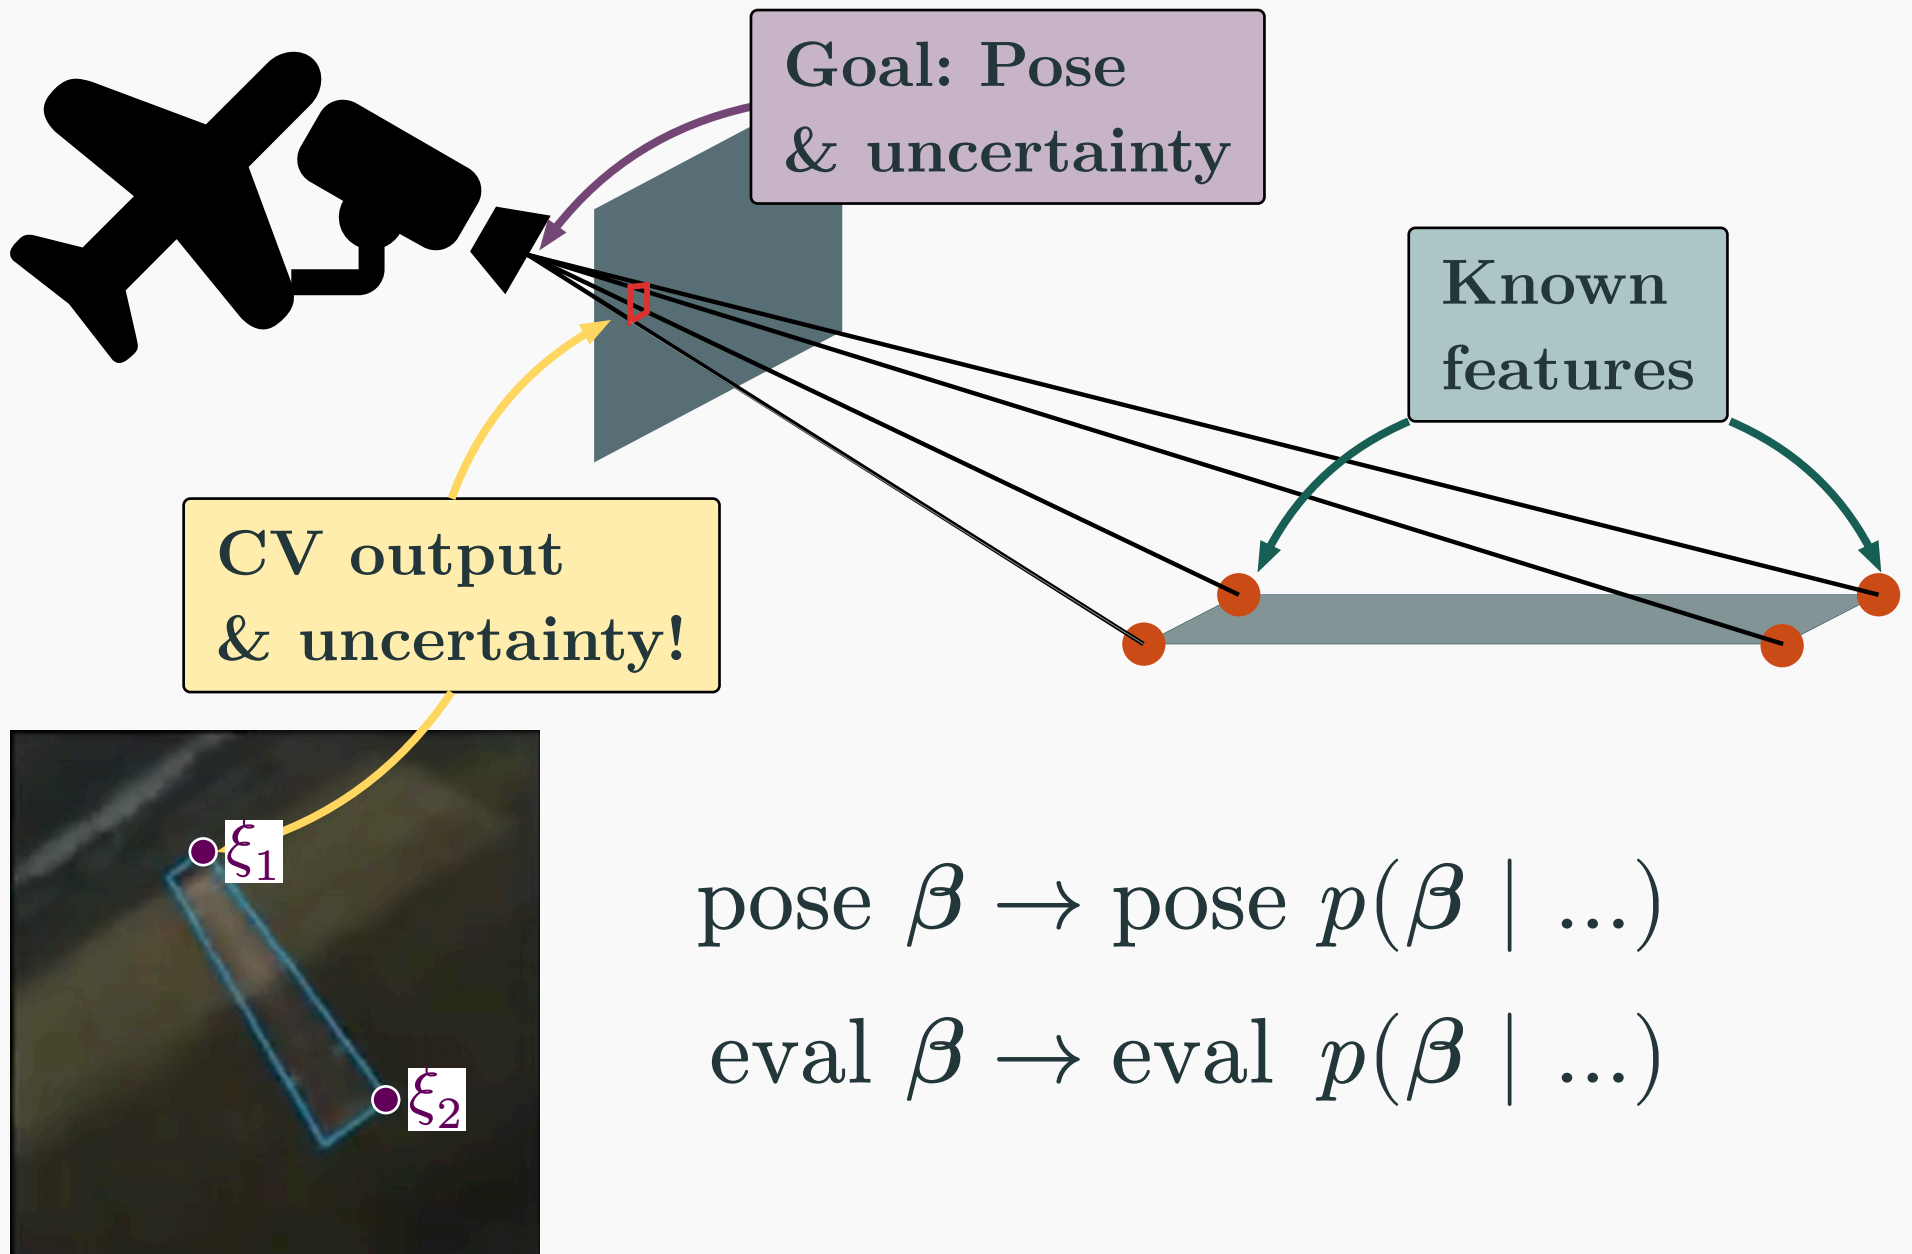 Goal: Pose
& uncertainty
Known
features
CV output
& uncertainty!
ξ₁
ξ₂
pose β → pose p(β | ...)
eval β → eval p(β | ...)